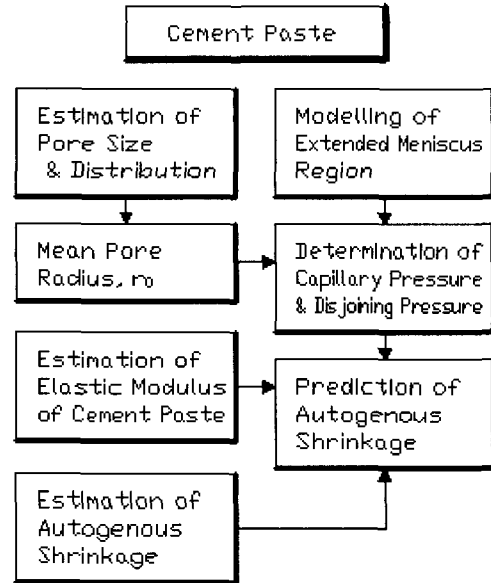 Cement Paste
Estimation of
Pore Size
& Distribution
Modelling of
Extended Meniscus
Region
Mean Pore
Radius, r₀
Determination of
Capillary Pressure
& Disjoining Pressure
Estimation of
Elastic Modulus
of Cement Paste
Prediction of
Autogenous
Shrinkage
Estimation of
Autogenous
Shrinkage